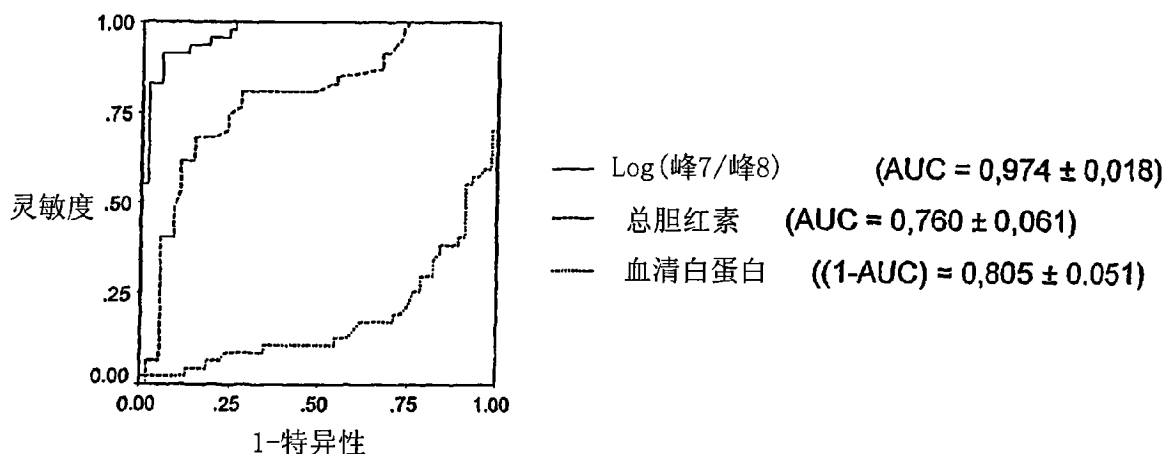 1.00
.75
灵敏度 .50
.25
0.00
0.00 .25 .50 .75 1.00
1-特异性
Log(峰7/峰8) (AUC = 0,974 ± 0,018)
总胆红素 (AUC = 0,760 ± 0,061)
血清白蛋白 ((1-AUC) = 0,805 ± 0.051)